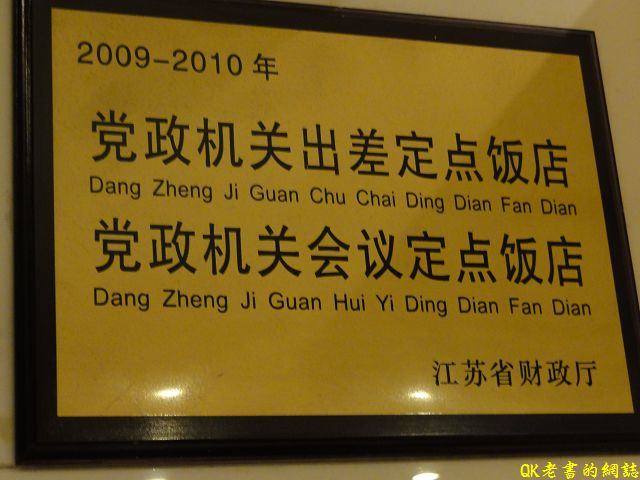 2009-2010 年
党政机关出差定点饭店
Dang Zheng Ji Guan Chu Chai Ding Dian Fan Dian
党政机关会议定点饭店
Dang Zheng Ji Guan Hui Yi Ding Dian Fan Dian
江苏省财政厅
QK老書的網誌